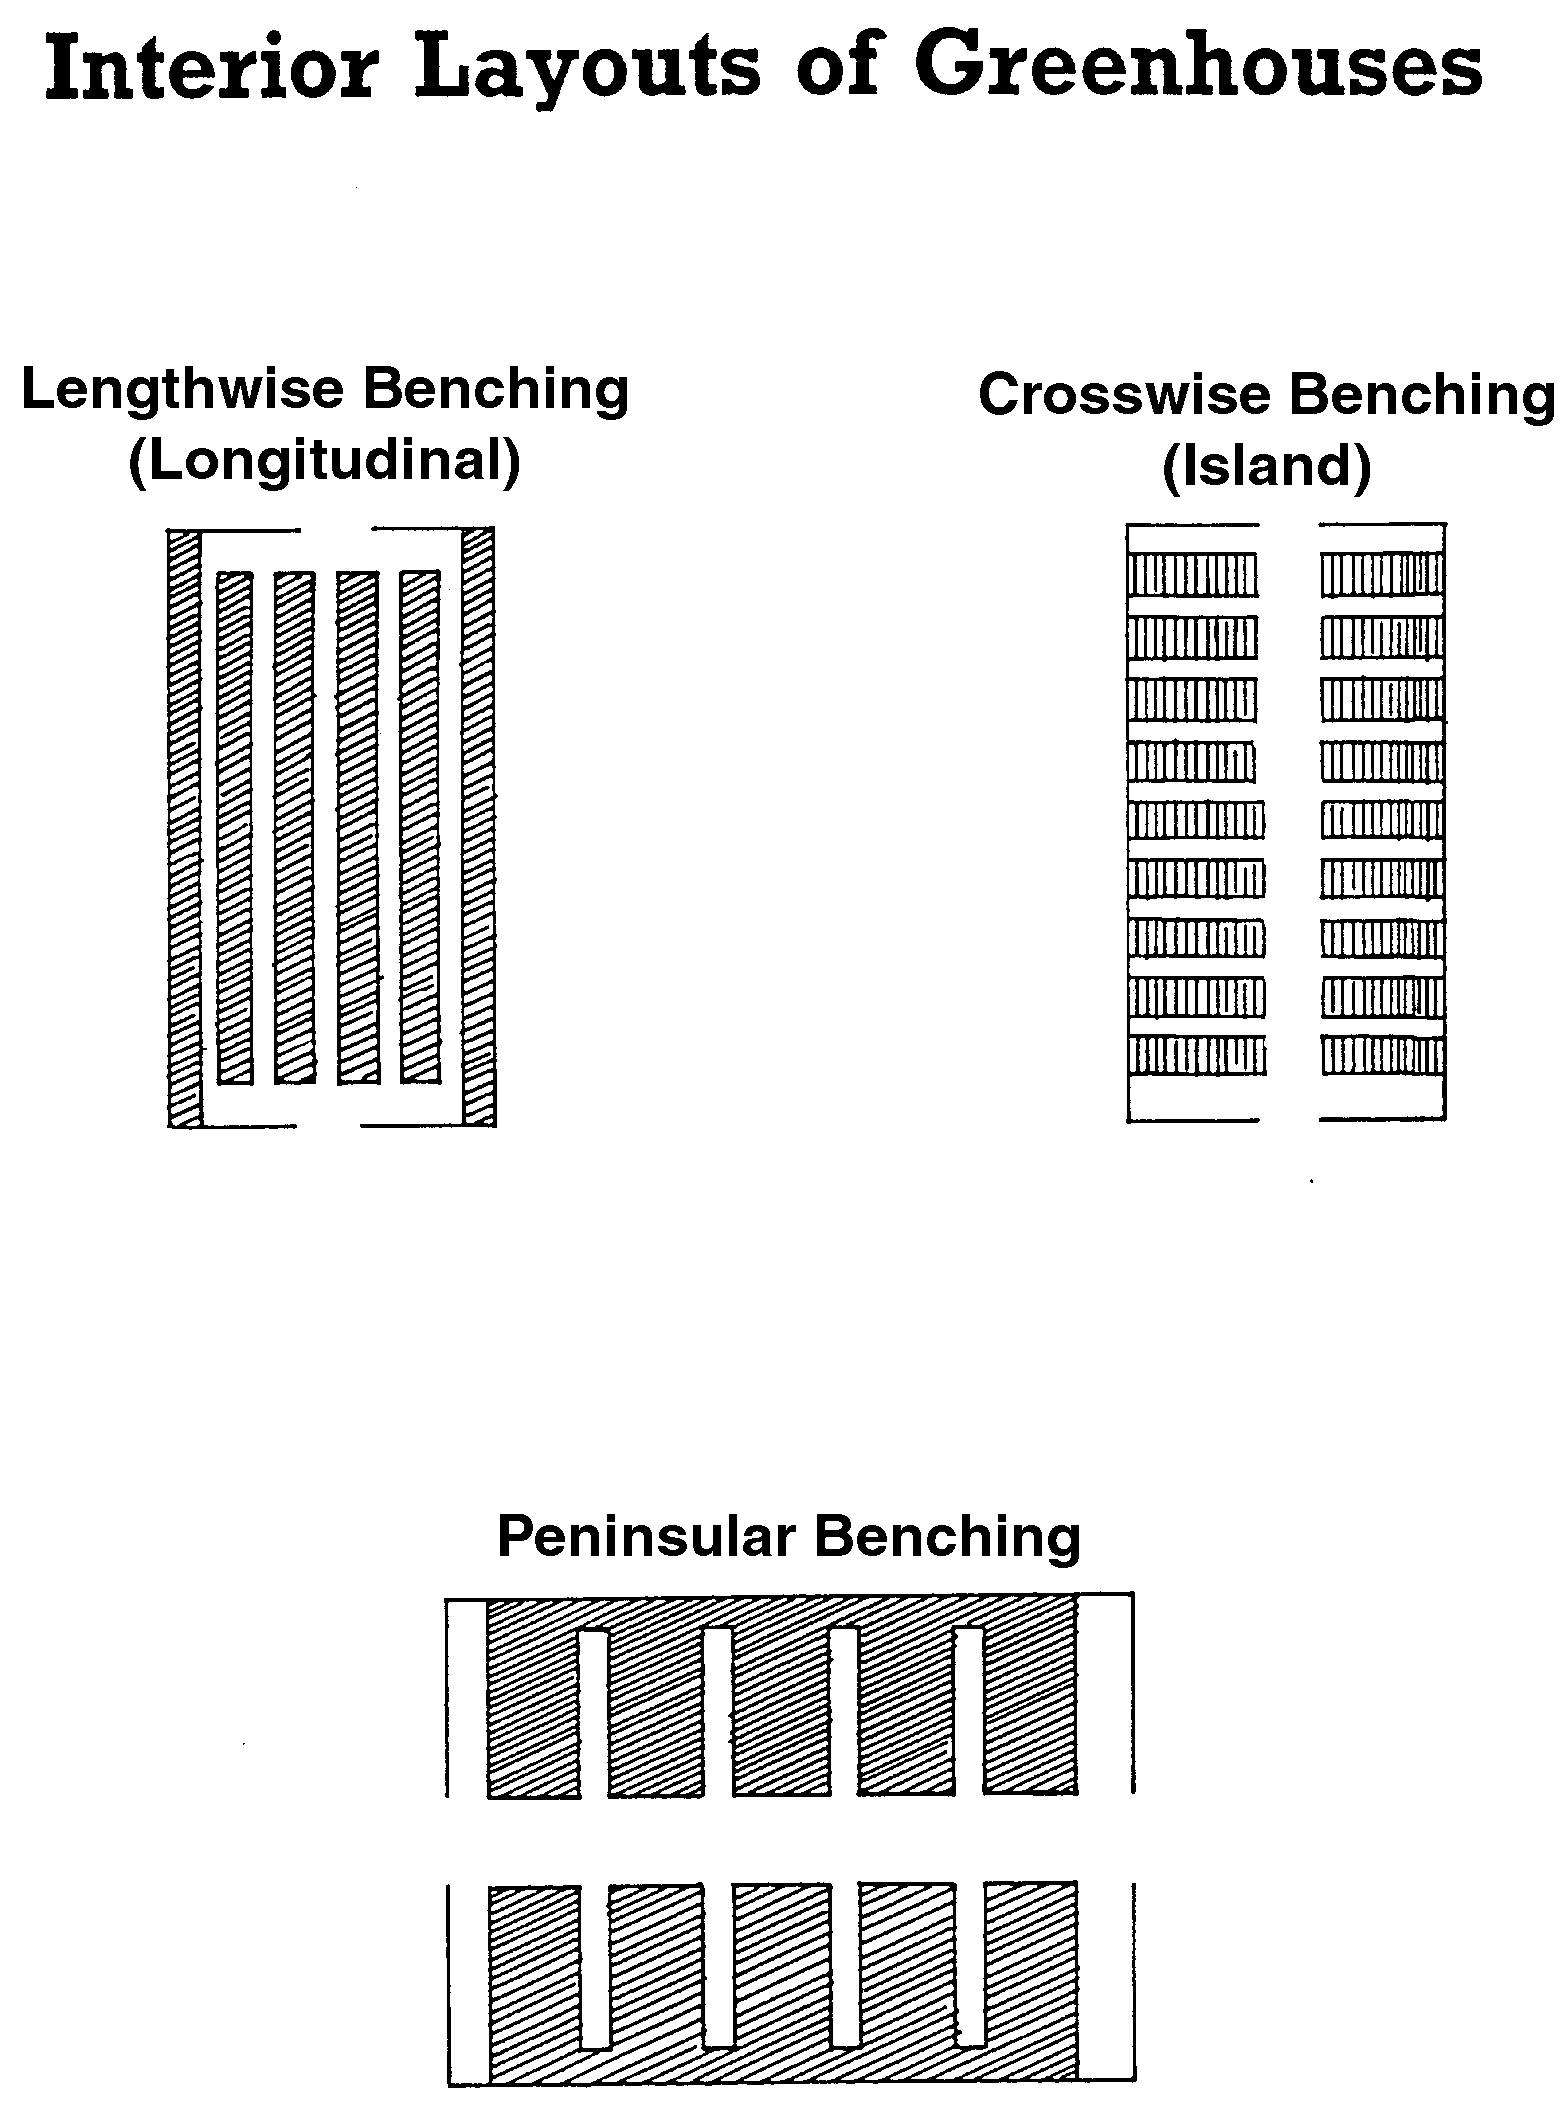 Interior Layouts of Greenhouses
Lengthwise Benching
(Longitudinal)
Crosswise Benching
(Island)
Peninsular Benching